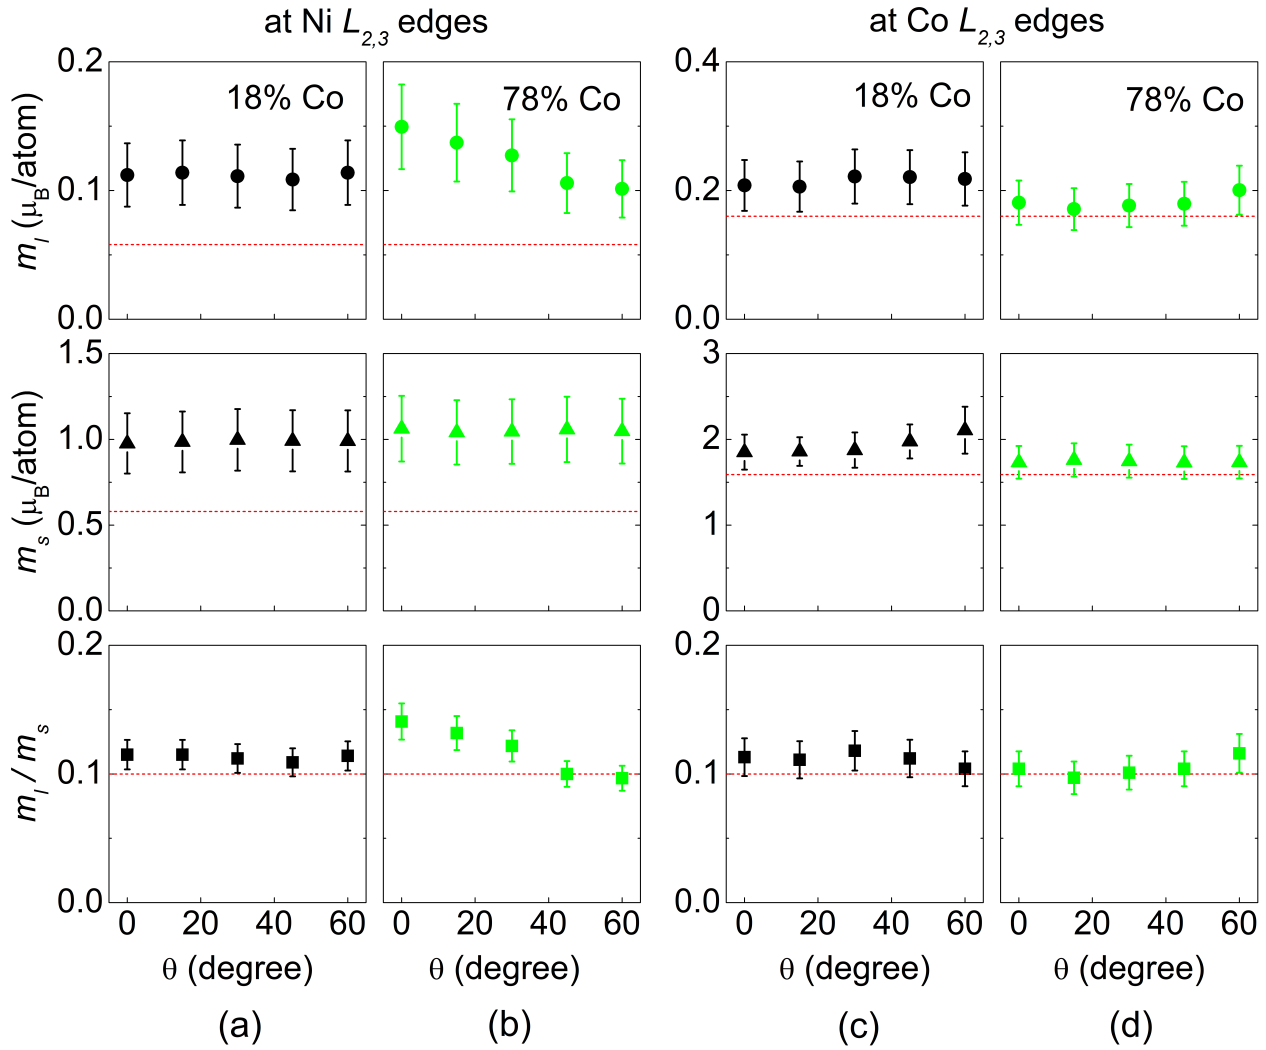 at Ni L2,3 edges
at Co L2,3 edges
0.2
18% Co
78% Co
0.4
18% Co
78% Co
ml (μB/atom)
0.1
0.3
0.2
0.1
0.0
0.0
1.5
3
ms (μB/atom)
1.0
2
0.5
1
0.0
0
0.2
0.2
ml / ms
0.1
0.1
0.0
0.0
0 20 40 60
0 20 40 60
0 20 40 60
0 20 40 60
θ (degree)
θ (degree)
θ (degree)
θ (degree)
(a)
(b)
(c)
(d)